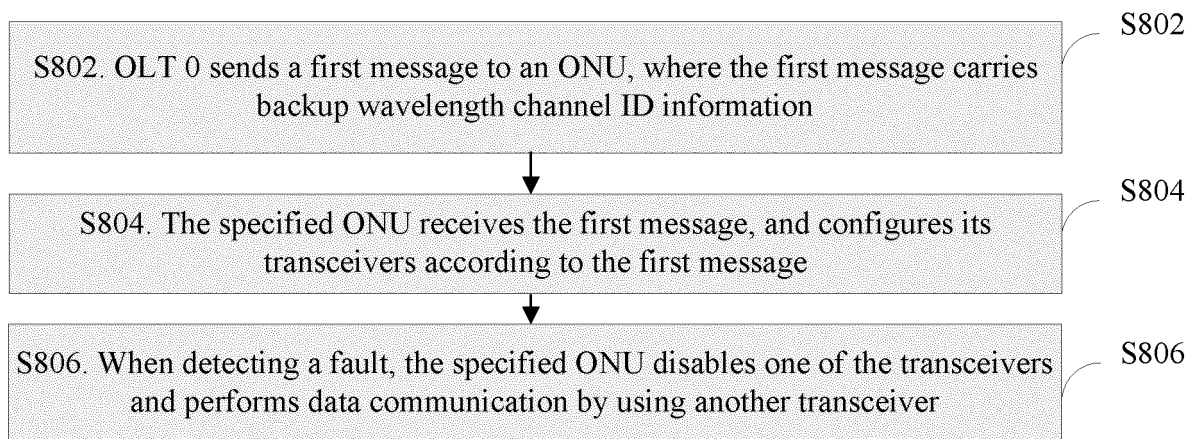 S802. OLT 0 sends a first message to an ONU, where the first message carries
backup wavelength channel ID information
S802
S804. The specified ONU receives the first message, and configures its
transceivers according to the first message
S804
S806. When detecting a fault, the specified ONU disables one of the transceivers
and performs data communication by using another transceiver
S806